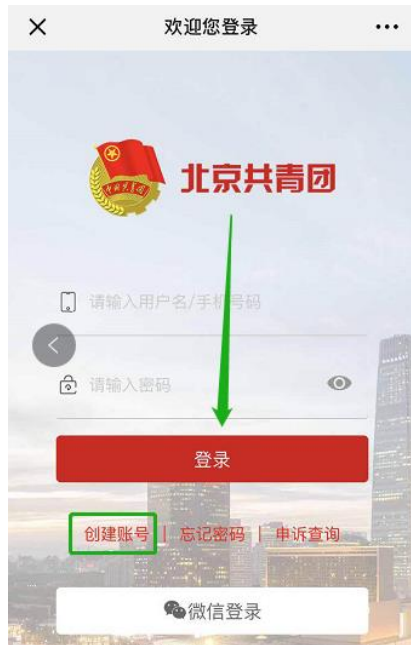 欢迎您登录
北京共青团
请输入用户名/手机号码
请输入密码
登录
创建账号 | 忘记密码 | 申诉查询
微信登录